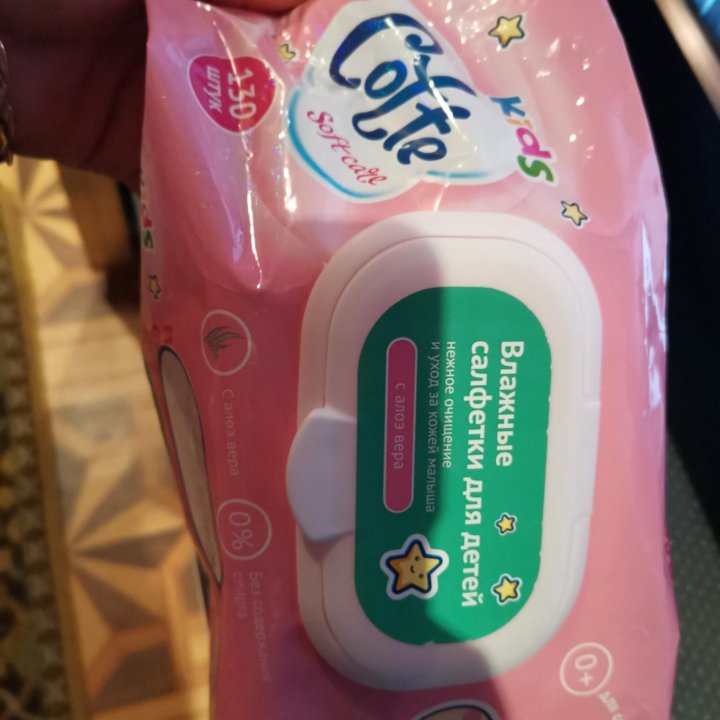 130
штук
Cotte
Soft care
Kids
Влажные
салфетки для детей
нежное очищение
и уход за кожей малыша
с алоэ вера
С алоэ вера
0%
Без содержания
спирта
0+